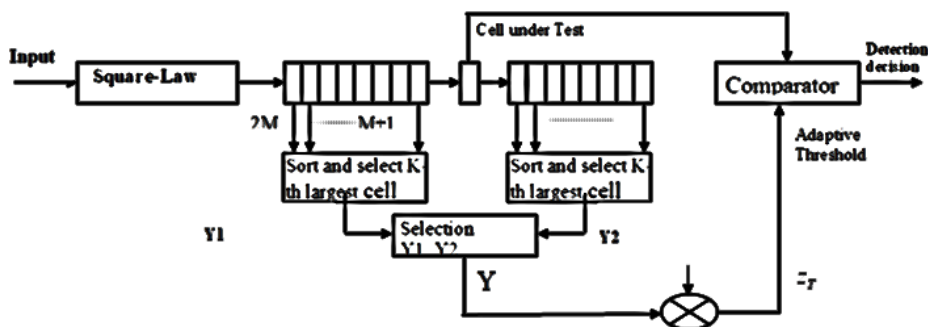 Cell under Test
Input
Square-Law
Detection
decision
Comparator
2M
M+1
Adaptive
Threshold
Sort and select K-
th largest cell
Sort and select K-
th largest cell
Y1
Selection
Y1, Y2
Y2
Y